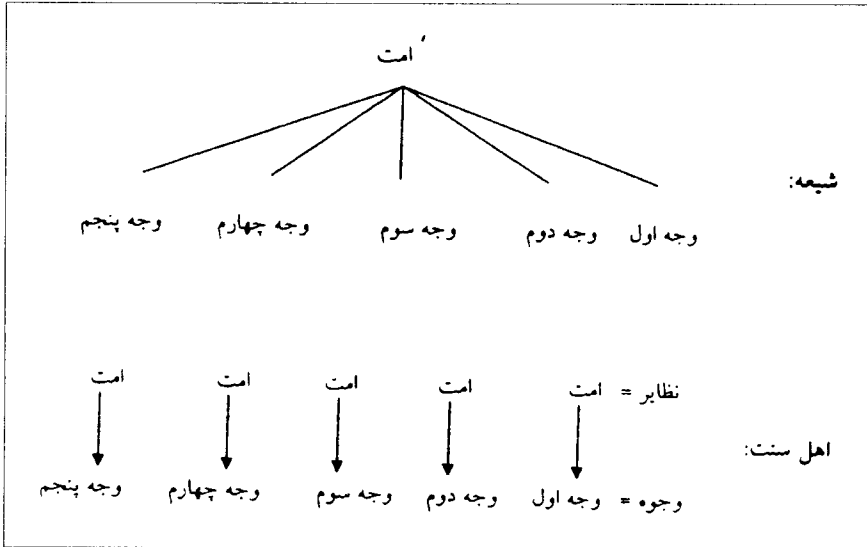 امت
شیعه:
وجه اول وجه دوم وجه سوم وجه چهارم وجه پنجم
نظایر = امت امت امت امت امت
اهل سنت:
وجوه = وجه اول وجه دوم وجه سوم وجه چهارم وجه پنجم